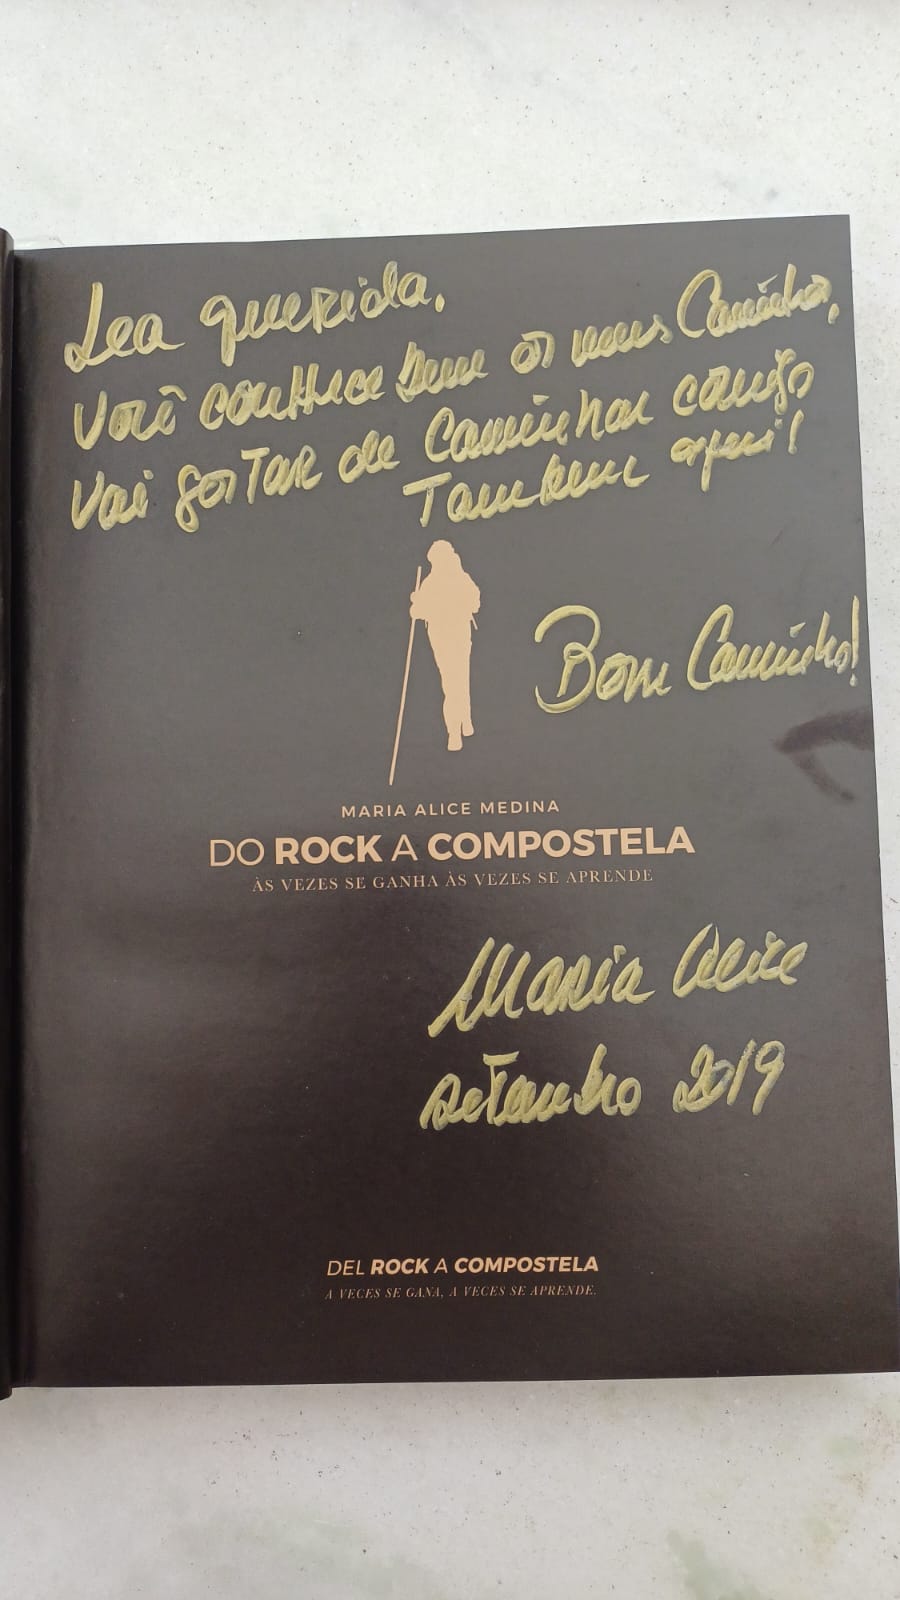 Lea querida,
Você conhece bem os meus Caminhos,
Vai gostar de Caminhar comigo
Também aqui!
Bom Caminho!
MARIA ALICE MEDINA
DO ROCK A COMPOSTELA
ÀS VEZES SE GANHA ÀS VEZES SE APRENDE
Maria Alice
setembro 2019
DEL ROCK A COMPOSTELA
A VECES SE GANA, A VECES SE APRENDE.